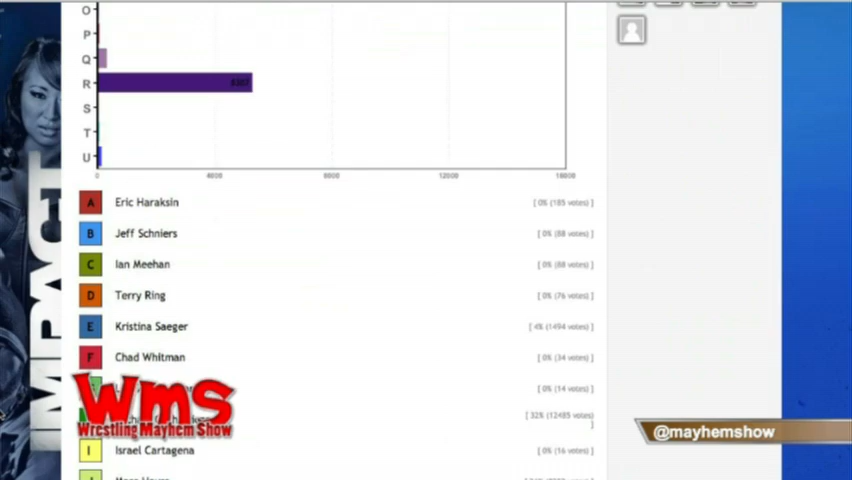 O
P
Q
R
S
T
U
0
4000
8000
12000
16000
IMPACT
A Eric Haraksin [ 0% (185 votes) ]
B Jeff Schniers [ 0% (88 votes) ]
C Ian Meehan [ 0% (88 votes) ]
D Terry Ring [ 0% (76 votes) ]
E Kristina Saeger [ 4% (1494 votes) ]
F Chad Whitman [ 0% (34 votes) ]
[ 0% (14 votes) ]
[ 32% (12485 votes)
]
I Israel Cartagena [ 0% (16 votes) ]
Wms
Wrestling Mayhem Show
@mayhemshow